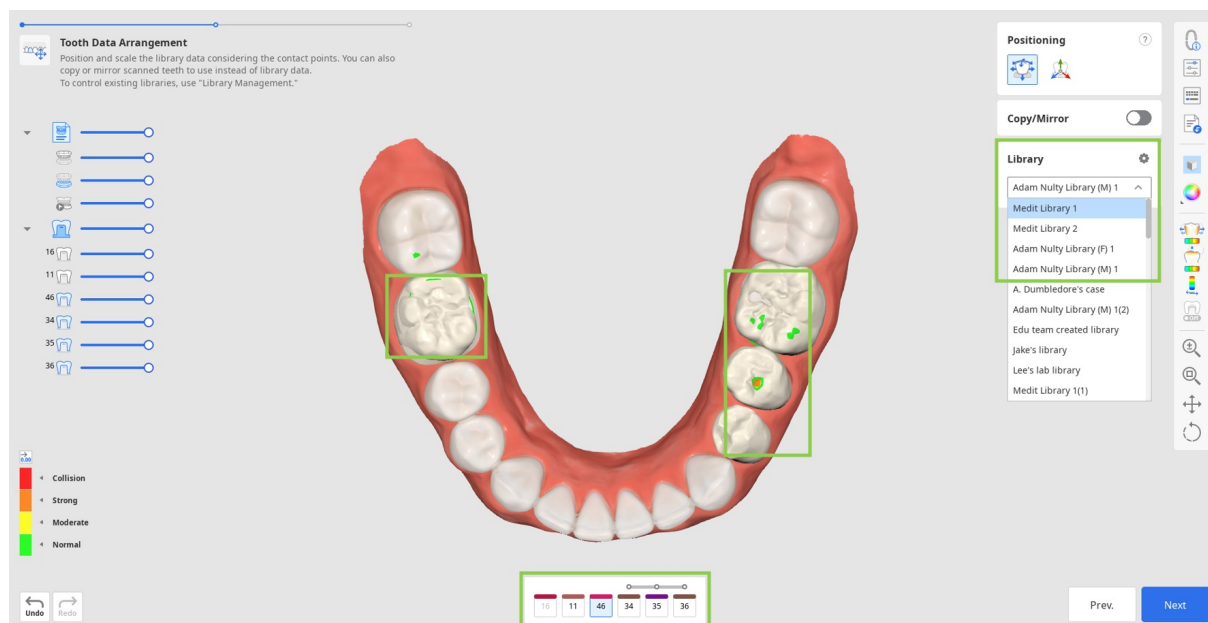 Tooth Data Arrangement
Position and scale the library data considering the contact points. You can also
copy or mirror scanned teeth to use instead of library data.
To control existing libraries, use "Library Management."
16
11
46
34
35
36
0.00
Collision
Strong
Moderate
Normal
Undo
Redo
16
11
46
34
35
36
Positioning
?
Copy/Mirror
Library
Adam Nulty Library (M) 1
Medit Library 1
Medit Library 2
Adam Nulty Library (F) 1
Adam Nulty Library (M) 1
A. Dumbledore's case
Adam Nulty Library (M) 1(2)
Edu team created library
Jake's library
Lee's lab library
Medit Library 1(1)
Prev.
Next